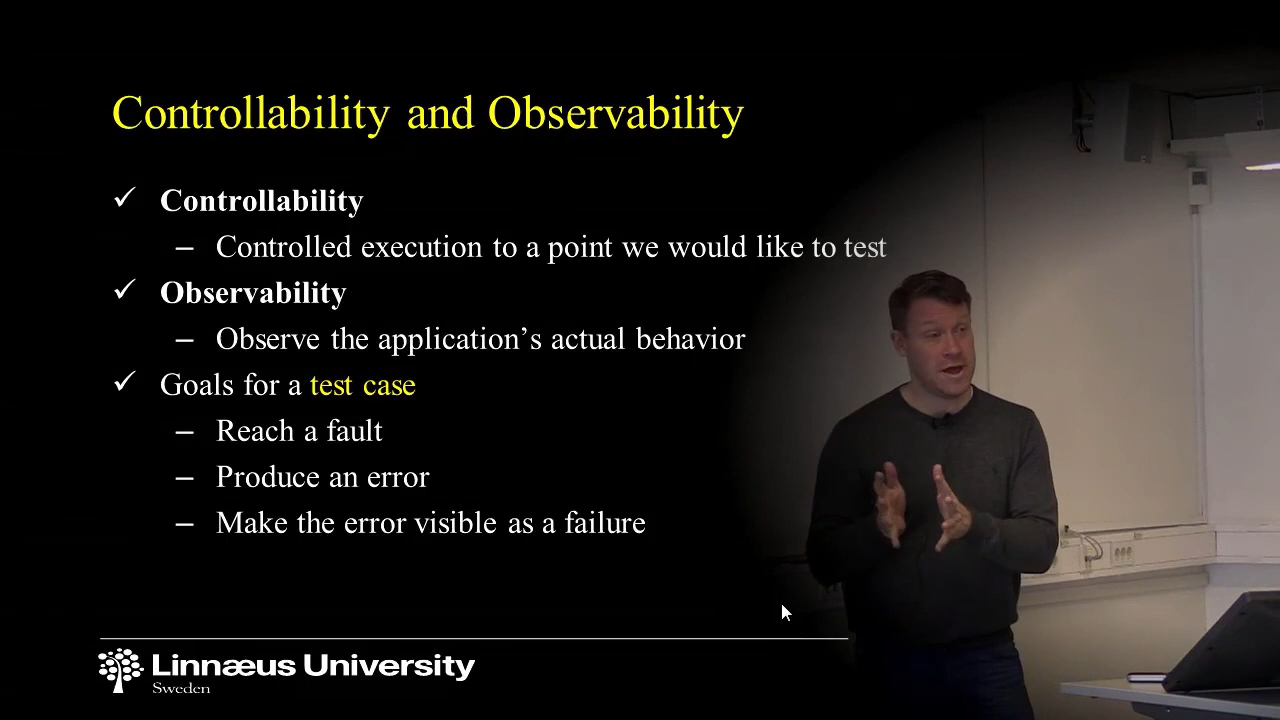 Controllability and Observability
✓ Controllability
– Controlled execution to a point we would like to test
✓ Observability
– Observe the application's actual behavior
✓ Goals for a test case
– Reach a fault
– Produce an error
– Make the error visible as a failure
Linnæus University
Sweden